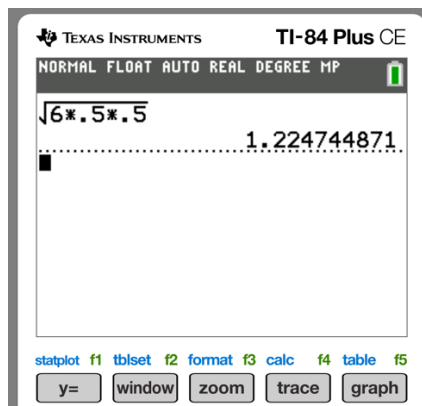 TEXAS INSTRUMENTS TI-84 Plus CE
NORMAL FLOAT AUTO REAL DEGREE MP
√6*.5*.5
1.224744871
statplot f1 tblset f2 format f3 calc f4 table f5
y= window zoom trace graph